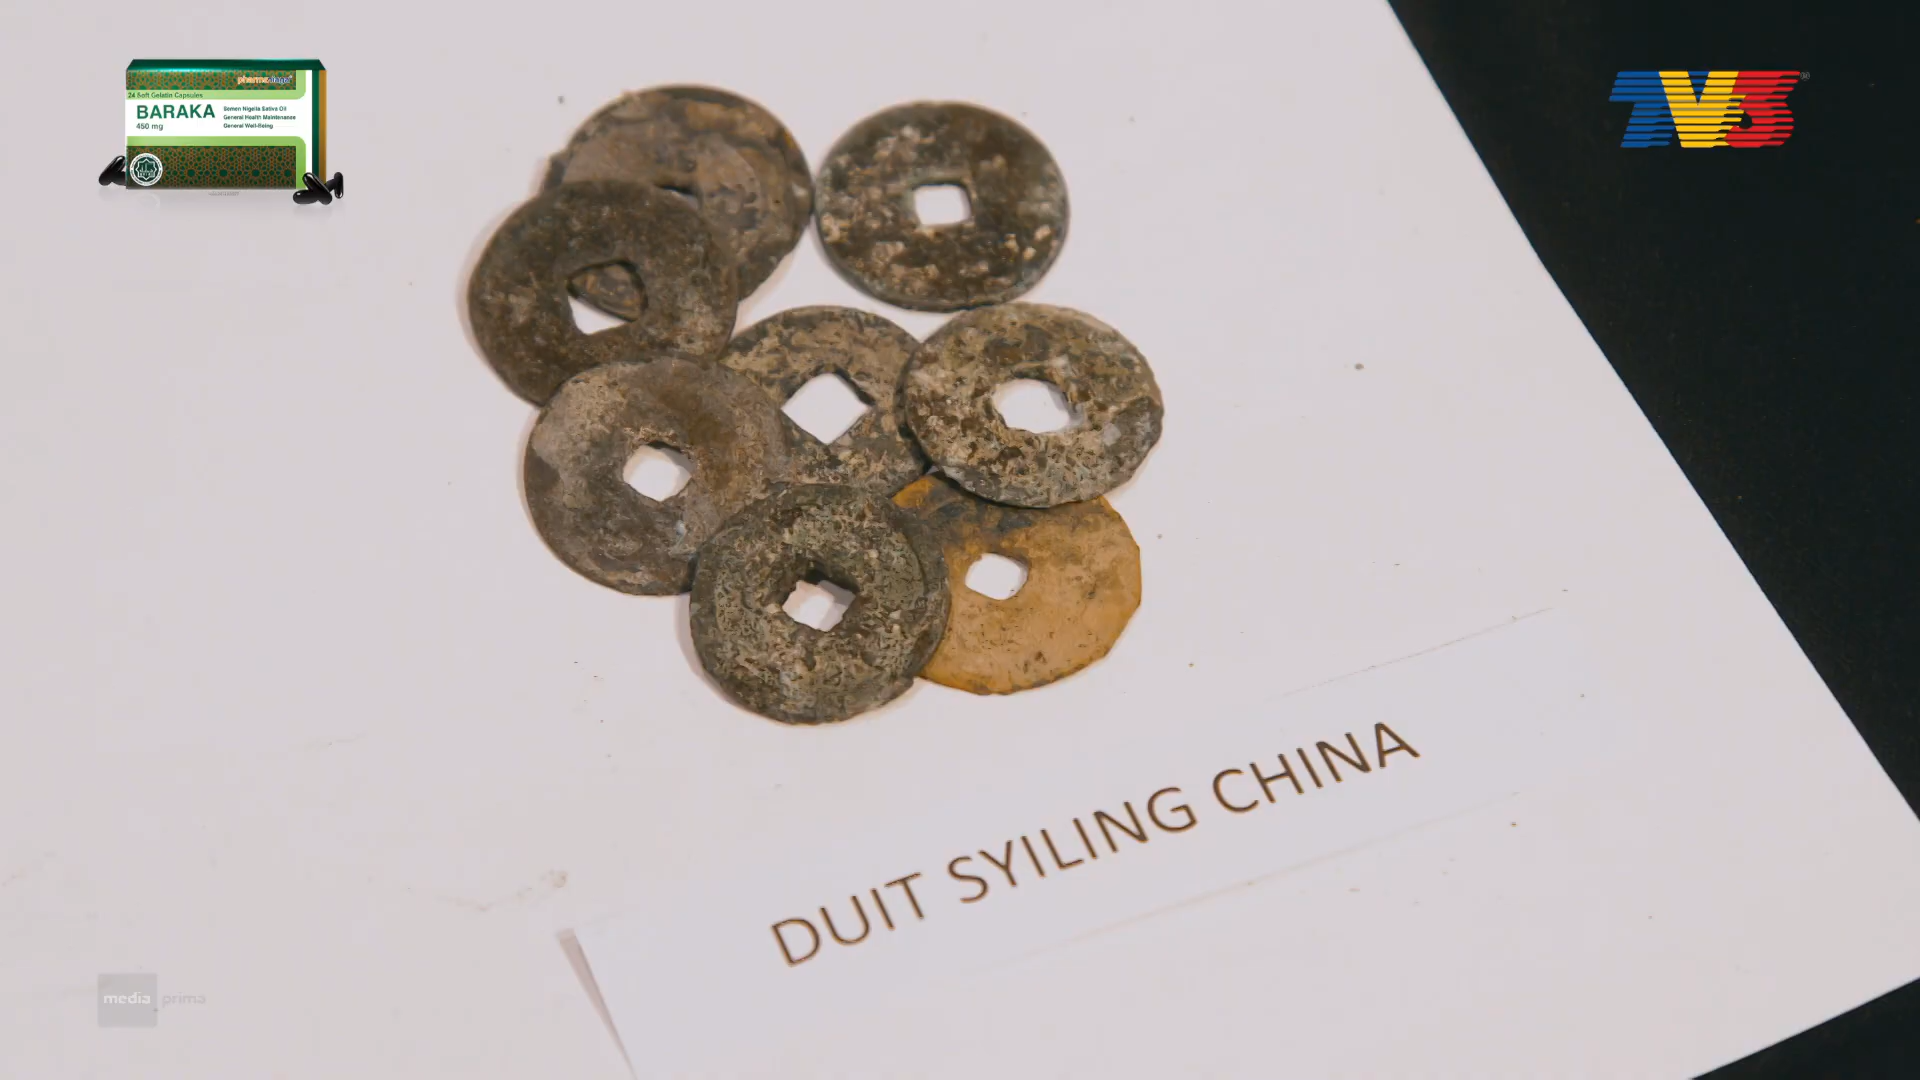 pharmaniaga
24 Soft Gelatin Capsules
BARAKA
450 mg
Semen Nigella Sativa Oil
General Health Maintenance
General Well-Being
TV3
DUIT SYILING CHINA
media prima